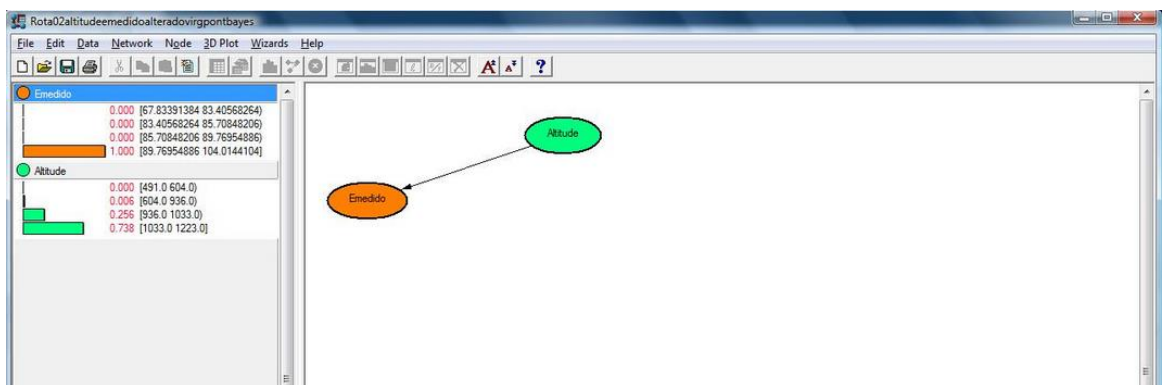 Rota02altitudeemedidoalteradovirgpontbayes
File Edit Data Network Node 3D Plot Wizards Help
Emedido
0.000 [67.83391384 83.40568264)
0.000 [83.40568264 85.70848206)
0.000 [85.70848206 89.76954886)
1.000 [89.76954886 104.0144104]
Altitude
0.000 [491.0 604.0)
0.006 [604.0 936.0)
0.256 [936.0 1033.0)
0.738 [1033.0 1223.0]
Altitude
Emedido